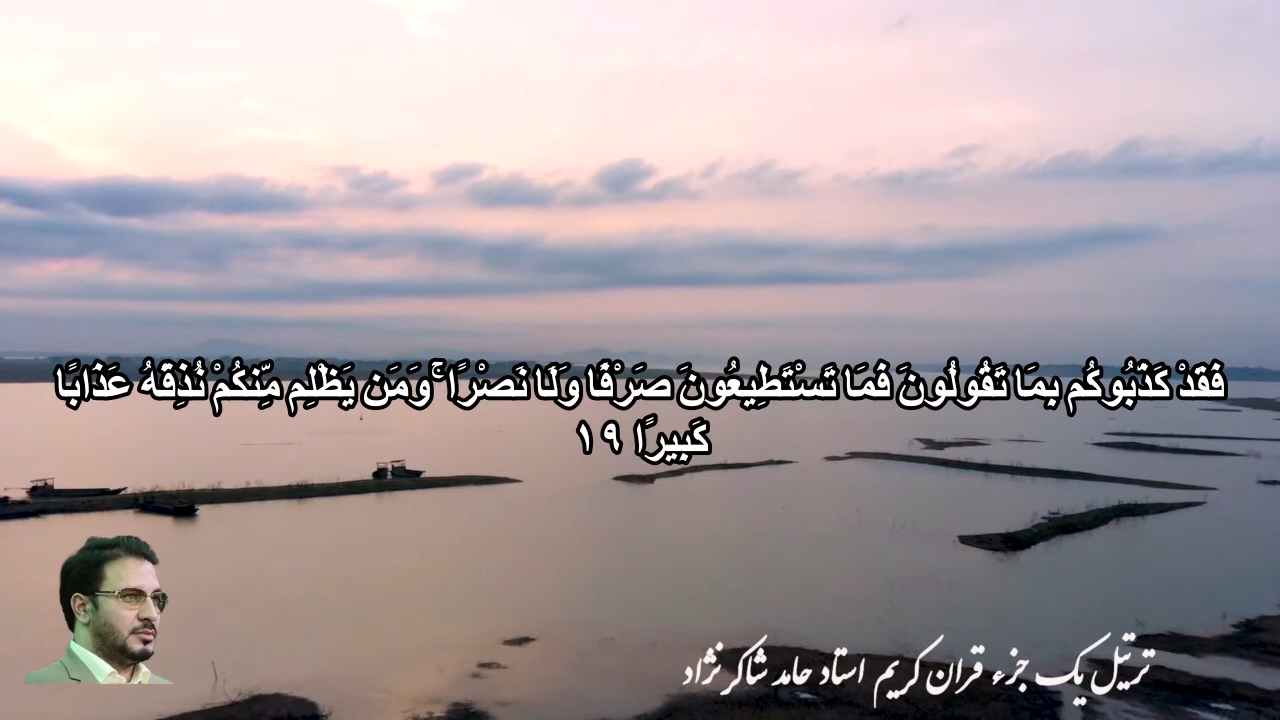 فَقَدْ كَذَّبُوكُم بِمَا تَقُولُونَ فَمَا تَسْتَطِيعُونَ صَرْفًا وَلَا نَصْرًا ۚ وَمَن يَظْلِم مِّنكُمْ نُذِقْهُ عَذَابًا
كَبِيرًا ١٩
ترتیل یک جزء قران کریم استاد حامد شاکرنژاد